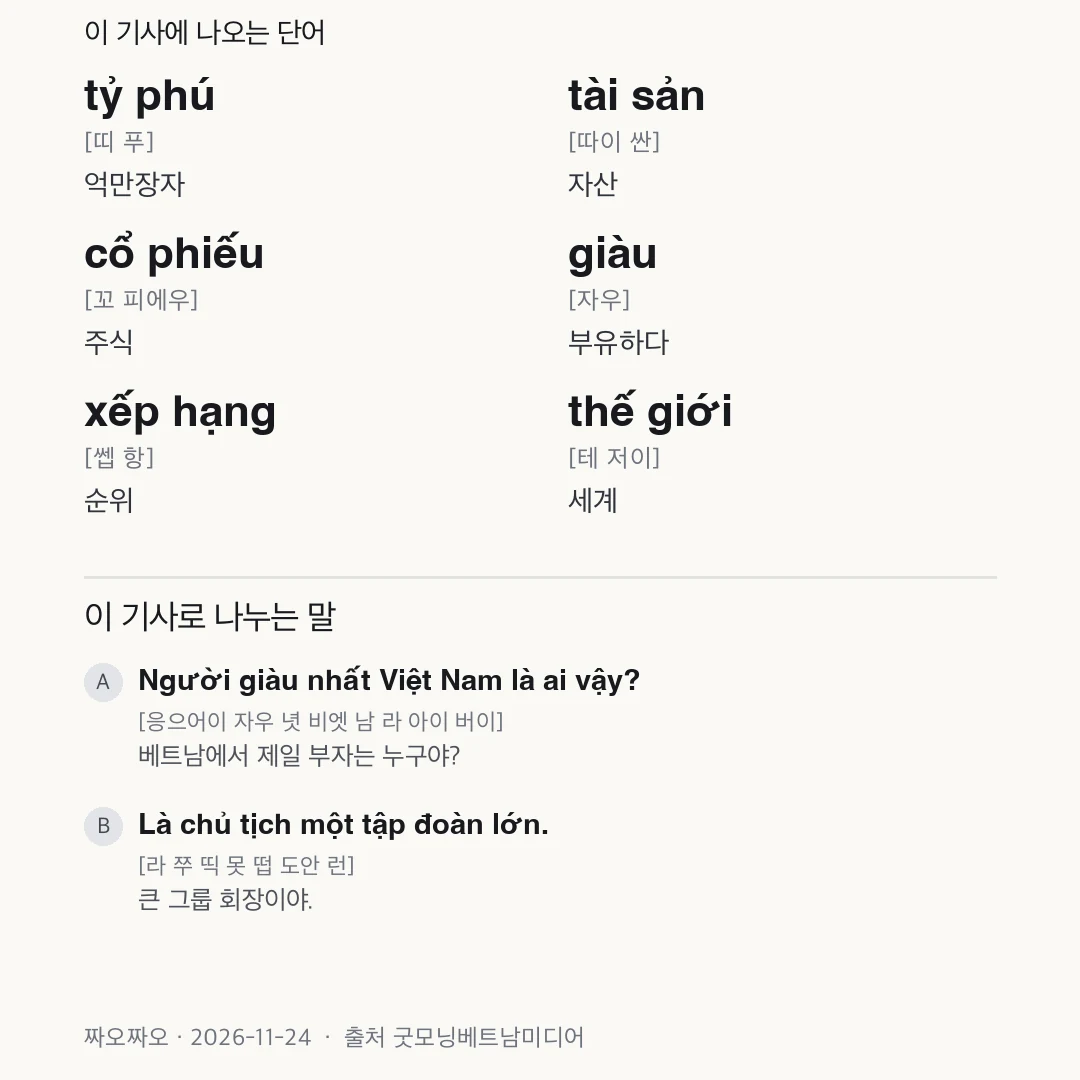 이 기사에 나오는 단어
tỷ phú
[띠 푸]
억만장자
tài sản
[따이 싼]
자산
cổ phiếu
[꼬 피에우]
주식
giàu
[자우]
부유하다
xếp hạng
[쎕 항]
순위
thế giới
[테 저이]
세계
이 기사로 나누는 말
A
Người giàu nhất Việt Nam là ai vậy?
[응으어이 자우 녓 비엣 남 라 아이 버이]
베트남에서 제일 부자는 누구야?
B
Là chủ tịch một tập đoàn lớn.
[라 쭈 띡 못 떱 도안 런]
큰 그룹 회장이야.
짜오짜오 · 2026-11-24 · 출처 굿모닝베트남미디어